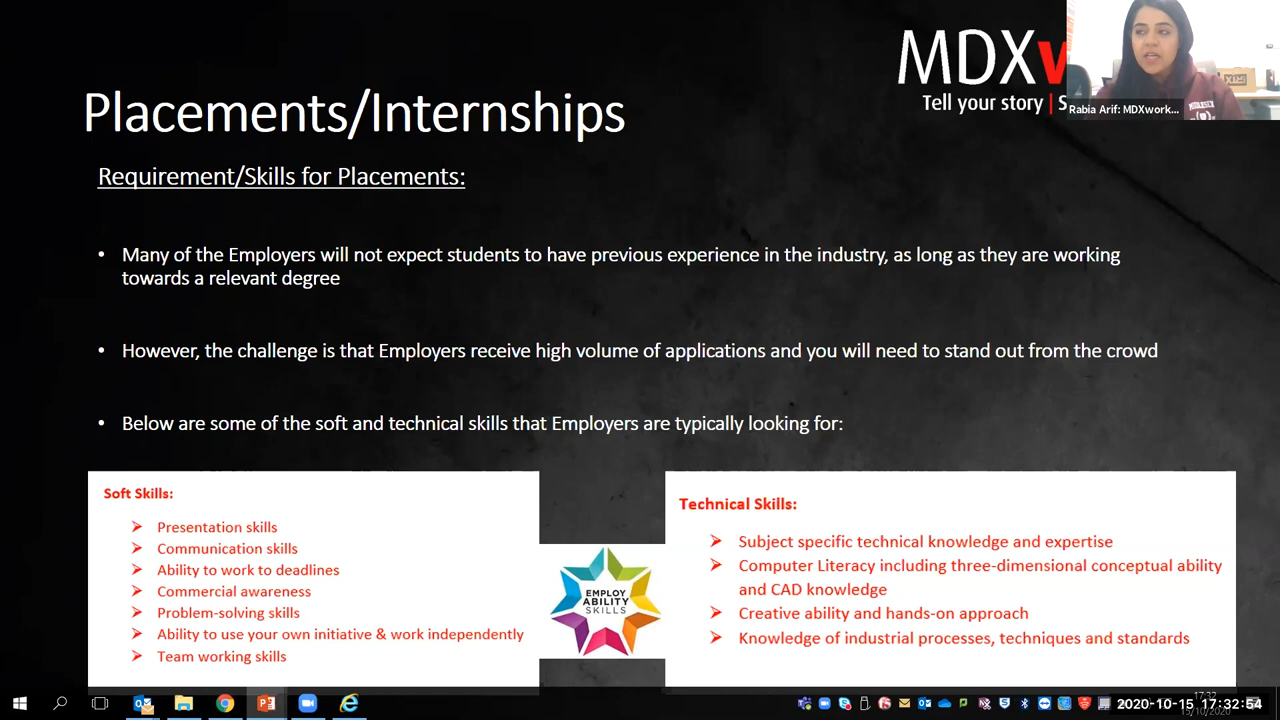 MDXw
Tell your story | S
Rabia Arif: MDXwork...
Placements/Internships
Requirement/Skills for Placements:
• Many of the Employers will not expect students to have previous experience in the industry, as long as they are working
towards a relevant degree
• However, the challenge is that Employers receive high volume of applications and you will need to stand out from the crowd
• Below are some of the soft and technical skills that Employers are typically looking for:
Soft Skills:
Presentation skills
Communication skills
Ability to work to deadlines
Commercial awareness
Problem-solving skills
Ability to use your own initiative & work independently
Team working skills
EMPLOY
ABILITY
SKILLS
Technical Skills:
Subject specific technical knowledge and expertise
Computer Literacy including three-dimensional conceptual ability
and CAD knowledge
Creative ability and hands-on approach
Knowledge of industrial processes, techniques and standards
17:32
2020-10-15 17:32:54
15/10/2020